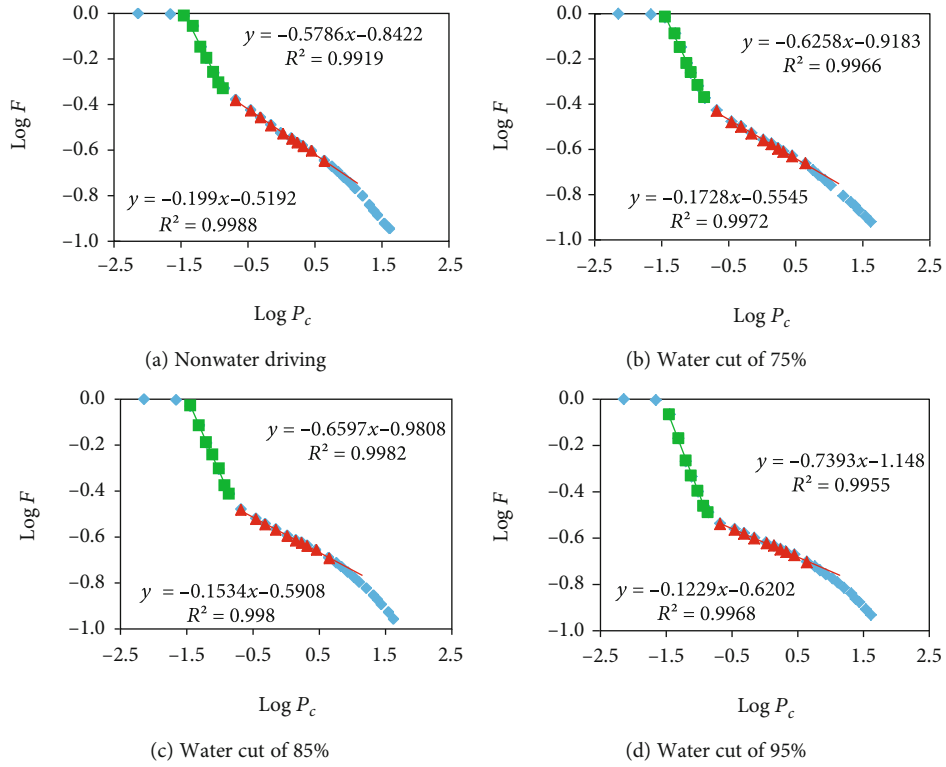 0.0
−0.2
−0.4
−0.6
−0.8
−1.0
Log F
y = −0.5786x−0.8422
R² = 0.9919
y = −0.199x−0.5192
R² = 0.9988
−2.5 −1.5 −0.5 0.5 1.5 2.5
Log Pc
(a) Nonwater driving
0.0
−0.2
−0.4
−0.6
−0.8
−1.0
Log F
y = −0.6258x−0.9183
R² = 0.9966
y = −0.1728x−0.5545
R² = 0.9972
−2.5 −1.5 −0.5 0.5 1.5 2.5
Log Pc
(b) Water cut of 75%
0.0
−0.2
−0.4
−0.6
−0.8
−1.0
Log F
y = −0.6597x−0.9808
R² = 0.9982
y = −0.1534x−0.5908
R² = 0.998
−2.5 −1.5 −0.5 0.5 1.5 2.5
Log Pc
(c) Water cut of 85%
0.0
−0.2
−0.4
−0.6
−0.8
−1.0
Log F
y = −0.7393x−1.148
R² = 0.9955
y = −0.1229x−0.6202
R² = 0.9968
−2.5 −1.5 −0.5 0.5 1.5 2.5
Log Pc
(d) Water cut of 95%